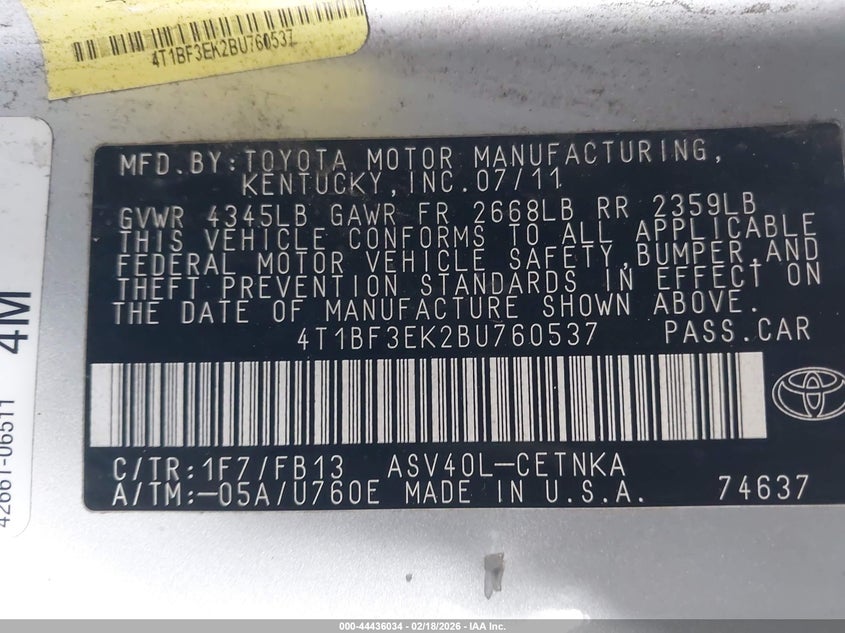 4T1BF3EK2BU760537
MFD.BY:TOYOTA MOTOR MANUFACTURING,
KENTUCKY,INC.07/11
GVWR 4345LB GAWR FR 2668LB RR 2359LB
THIS VEHICLE CONFORMS TO ALL APPLICABLE
FEDERAL MOTOR VEHICLE SAFETY,BUMPER,AND
THEFT PREVENTION STANDARDS IN EFFECT ON
THE DATE OF MANUFACTURE SHOWN ABOVE.
4T1BF3EK2BU760537 PASS.CAR
C/TR:1F7/FB13 ASV40L-CETNKA
A/TM:-05A/U760E MADE IN U.S.A. 74637
4M
42661-06511
000-44436034 - 02/18/2026 - IAA Inc.